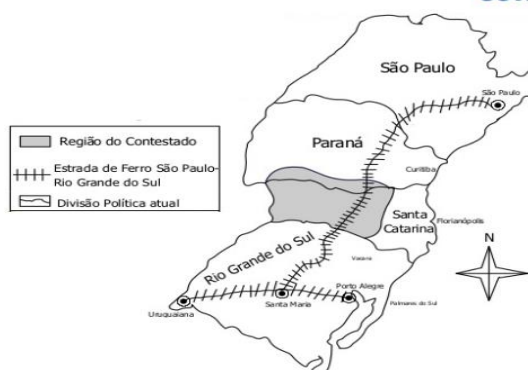 São Paulo
São Paulo
Paraná
Curitiba
Região do Contestado
Estrada de Ferro São Paulo-
Rio Grande do Sul
Divisão Política atual
Santa
Catarina
Florianópolis
Rio Grande do Sul
Vacaria
N
Porto Alegre
Santa Maria
Palmares do Sul
Uruguaiana